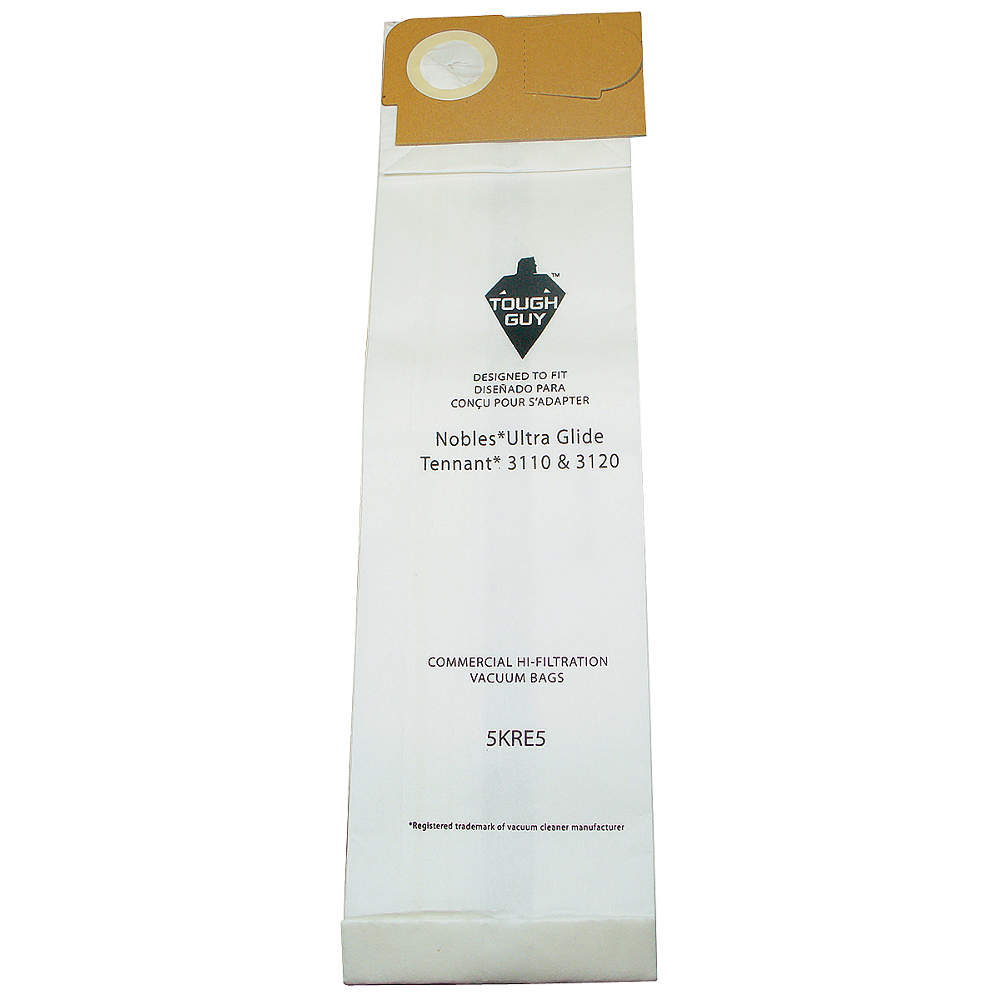 TOUGH
GUY
™
DESIGNED TO FIT
DISEÑADO PARA
CONÇU POUR S'ADAPTER
Nobles*Ultra Glide
Tennant* 3110 & 3120
COMMERCIAL HI-FILTRATION
VACUUM BAGS
5KRE5
*Registered trademark of vacuum cleaner manufacturer